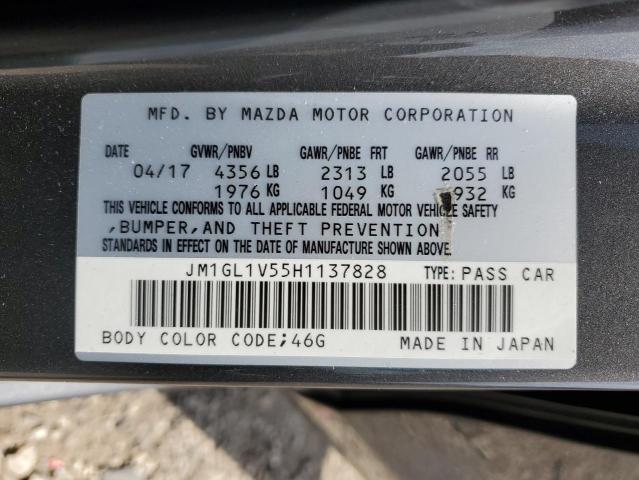 MFD. BY MAZDA MOTOR CORPORATION
DATE GVWR/PNBV GAWR/PNBE FRT GAWR/PNBE RR
04/17 4356 LB 2313 LB 2055 LB
1976 KG 1049 KG 932 KG
THIS VEHICLE CONFORMS TO ALL APPLICABLE FEDERAL MOTOR VEHICLE SAFETY
,BUMPER,AND THEFT PREVENTION
STANDARDS IN EFFECT ON THE DATE OF MANUFACTURE SHOWN ABOVE.
JM1GL1V55H1137828 TYPE: PASS CAR
BODY COLOR CODE;46G MADE IN JAPAN